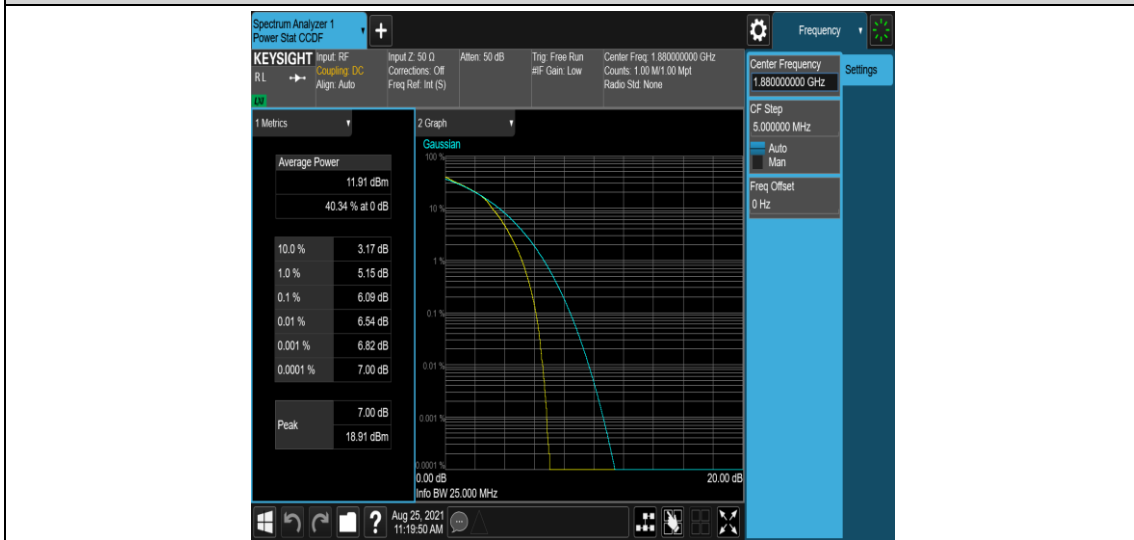 Spectrum Analyzer 1
Power Stat CCDF
+
Frequency
KEYSIGHT
RL
Input: RF
Coupling: DC
Align: Auto
Input Z: 50 Ω
Corrections: Off
Freq Ref: Int (S)
Atten: 50 dB
Trig: Free Run
#IF Gain: Low
Center Freq: 1.880000000 GHz
Counts: 1.00 M/1.00 Mpt
Radio Std: None
Center Frequency
1.880000000 GHz
Settings
CF Step
5.000000 MHz
Auto
Man
Freq Offset
0 Hz
1 Metrics
Average Power
11.91 dBm
40.34 % at 0 dB
10.0 % 3.17 dB
1.0 % 5.15 dB
0.1 % 6.09 dB
0.01 % 6.54 dB
0.001 % 6.82 dB
0.0001 % 7.00 dB
Peak
7.00 dB
18.91 dBm
2 Graph
Gaussian
100 %
10 %
1 %
0.1 %
0.01 %
0.001 %
0.0001 %
0.00 dB 20.00 dB
Info BW 25.000 MHz
?
Aug 25, 2021
11:19:50 AM